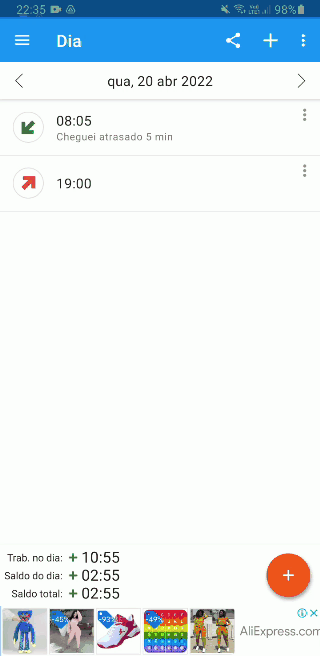 22:35 98%
Dia
qua, 20 abr 2022
08:05
Cheguei atrasado 5 min
19:00
Trab. no dia: + 10:55
Saldo do dia: + 02:55
Saldo total: + 02:55
-45% -93% -49%
AliExpress.com